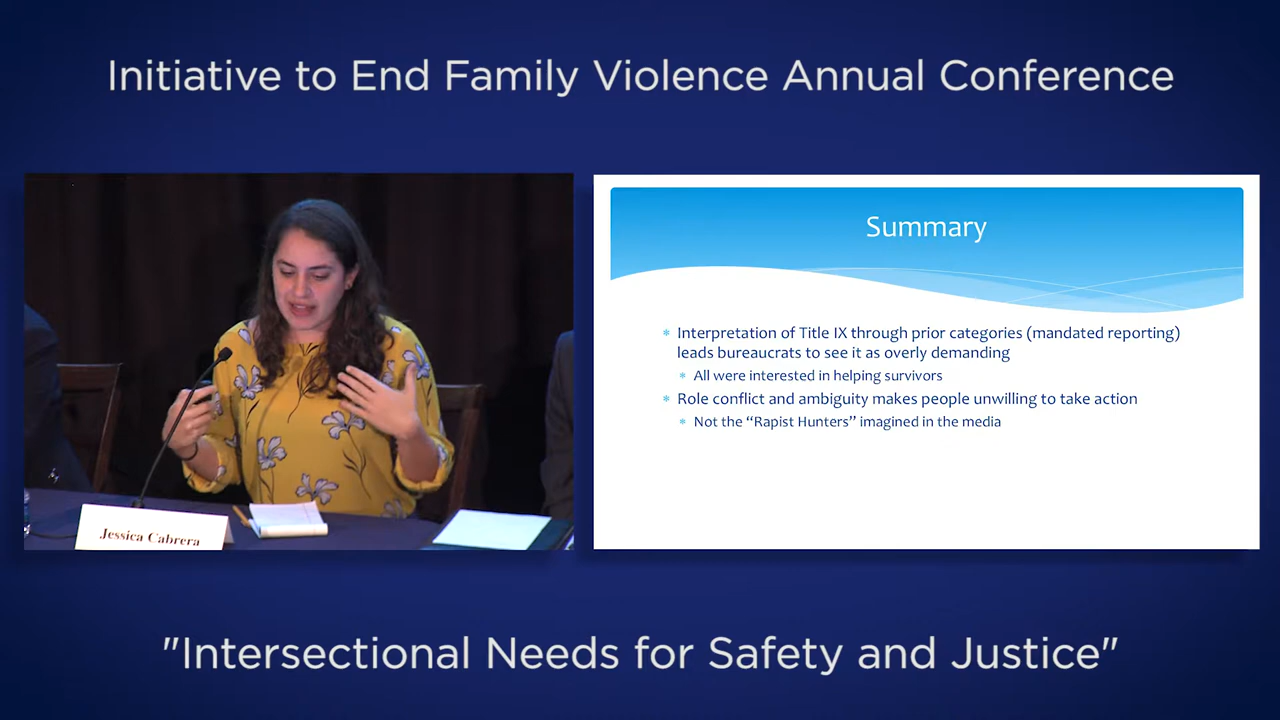 Initiative to End Family Violence Annual Conference
Summary
* Interpretation of Title IX through prior categories (mandated reporting)
leads bureaucrats to see it as overly demanding
* All were interested in helping survivors
* Role conflict and ambiguity makes people unwilling to take action
* Not the “Rapist Hunters” imagined in the media
Jessica Cabrera
"Intersectional Needs for Safety and Justice"